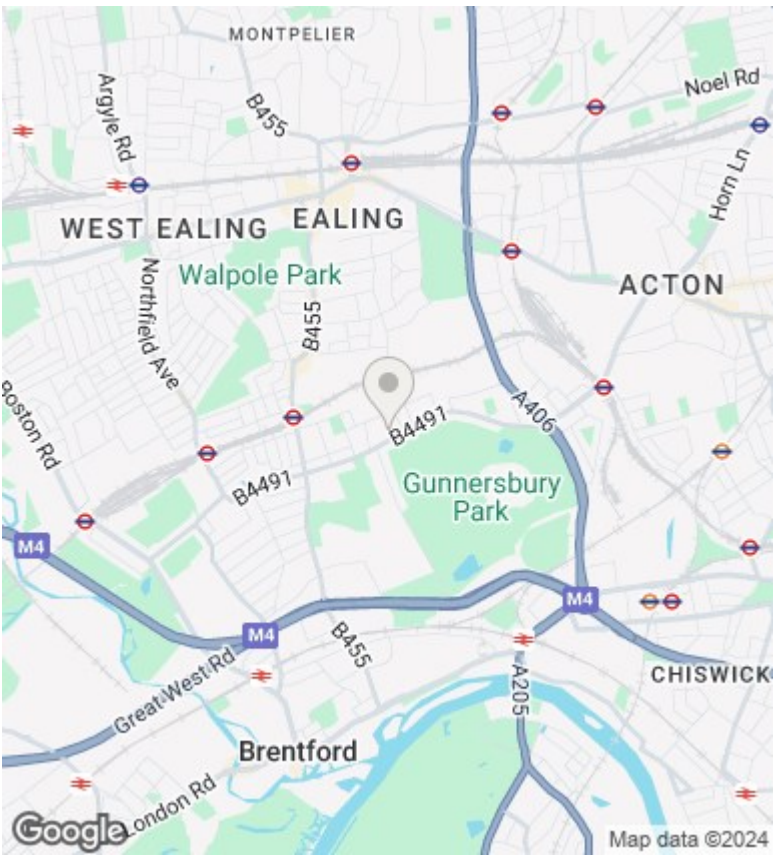 MONTPELIER
Argyle Rd
B455
Noel Rd
Horn Ln
WEST EALING
EALING
Walpole Park
ACTON
Northfield Ave
B455
Boston Rd
B4491
A406
B4491
Gunnersbury
Park
M4
M4
M4
B455
Great West Rd
A205
CHISWICK
Brentford
London Rd
Google
Map data ©2024